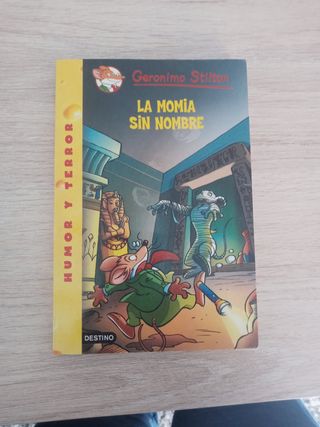 Geronimo Stilton
LA MOMIA
SIN NOMBRE
HUMOR Y TERROR
DESTINO